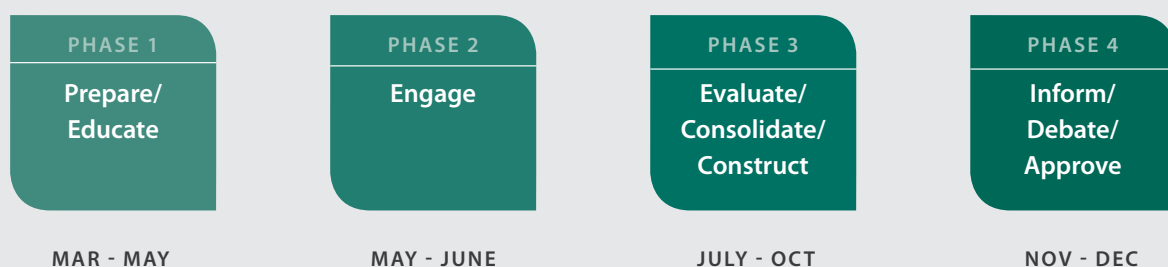 PHASE 1
Prepare/
Educate
MAR - MAY
PHASE 2
Engage
MAY - JUNE
PHASE 3
Evaluate/
Consolidate/
Construct
JULY - OCT
PHASE 4
Inform/
Debate/
Approve
NOV - DEC